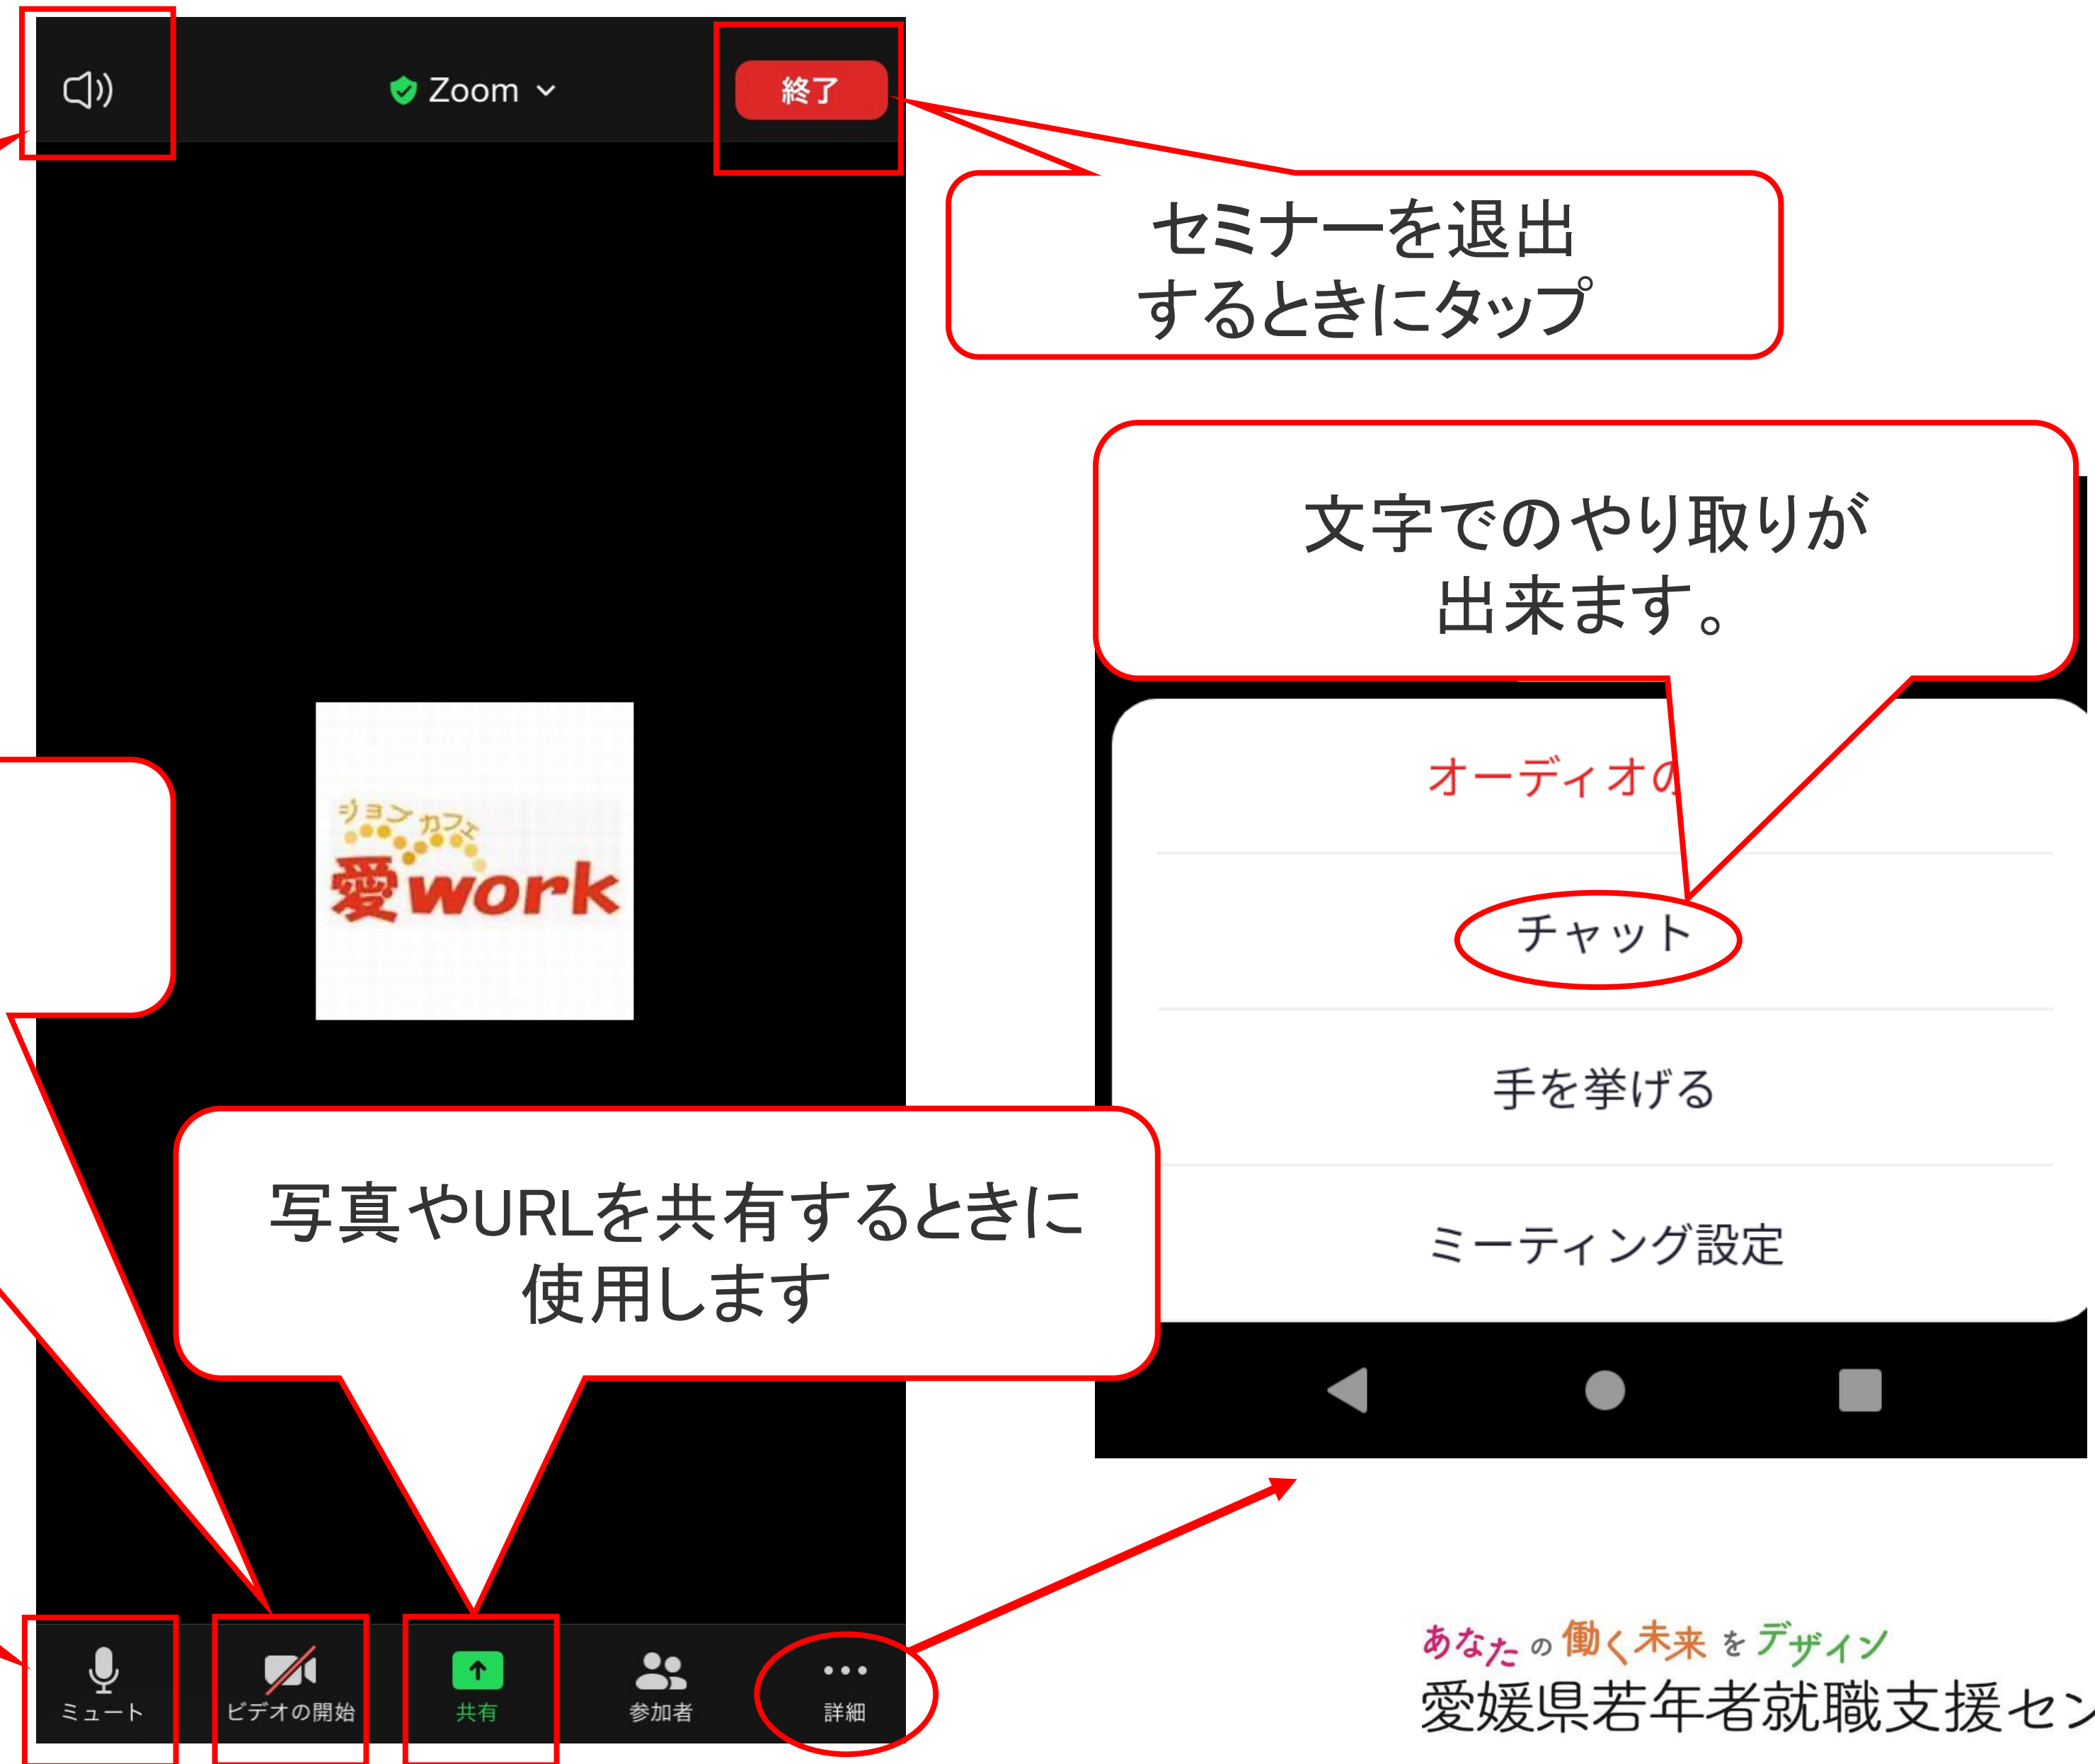 Zoom
終了
セミナーを退出
するときにタップ
文字でのやり取りが
出来ます。
ジョブカフェ
愛work
オーディオの
チャット
手を挙げる
ミーティング設定
写真やURLを共有するときに
使用します
ミュート
ビデオの開始
共有
参加者
詳細
あなたの働く未来をデザイン
愛媛県若年者就職支援セン